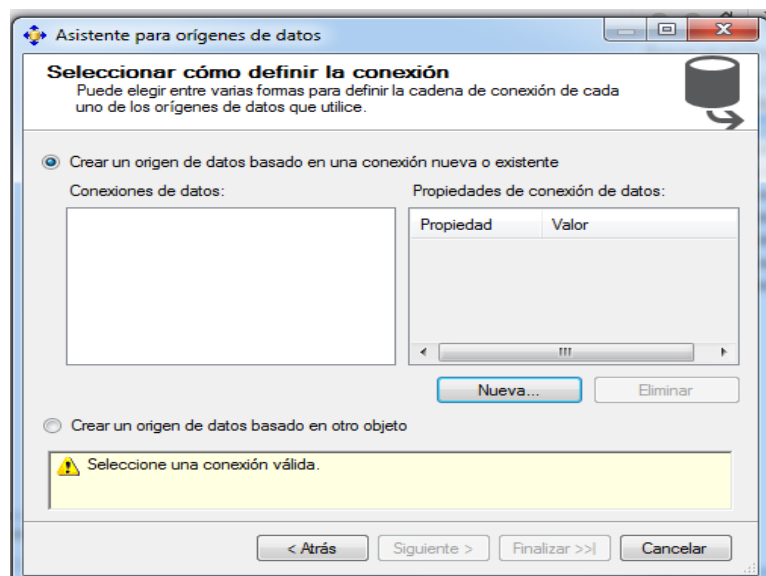 Asistente para orígenes de datos
Seleccionar cómo definir la conexión
Puede elegir entre varias formas para definir la cadena de conexión de cada
uno de los orígenes de datos que utilice.
Crear un origen de datos basado en una conexión nueva o existente
Conexiones de datos:
Propiedades de conexión de datos:
Propiedad Valor
Nueva... Eliminar
Crear un origen de datos basado en otro objeto
Seleccione una conexión válida.
< Atrás Siguiente > Finalizar >>| Cancelar